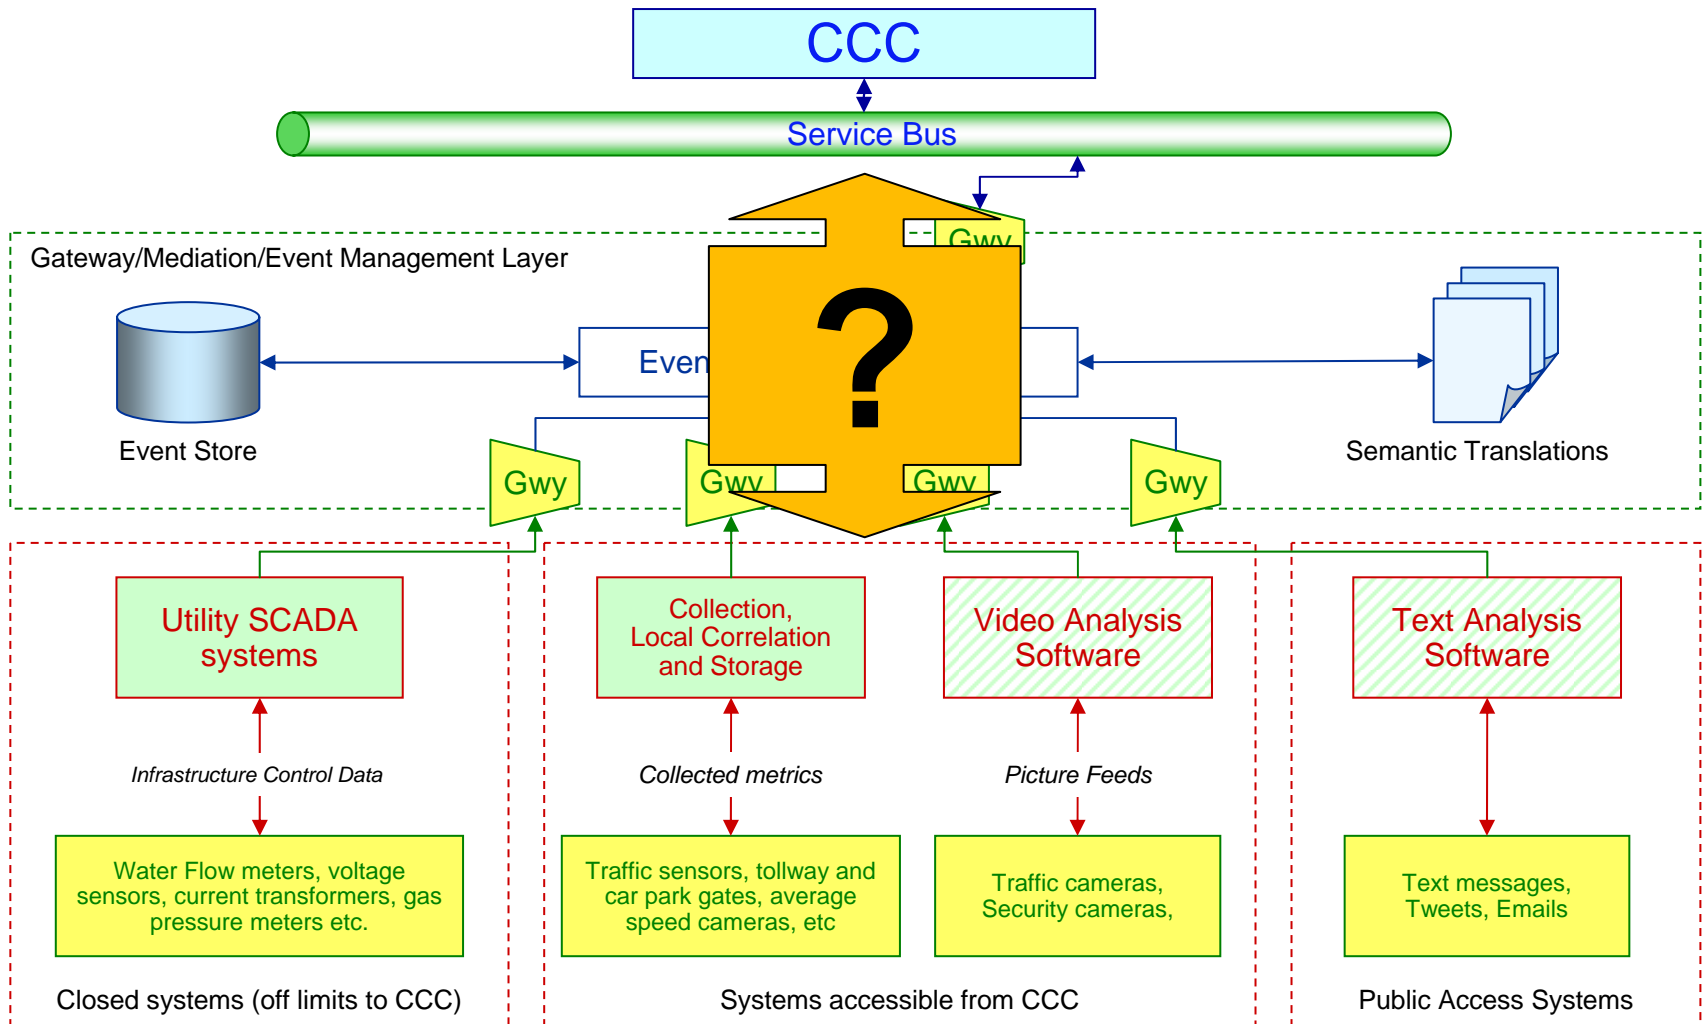 CCC
Service Bus
Gwy
Gateway/Mediation/Event Management Layer
?
Even
Event Store
Semantic Translations
Gwy
Gwy
Gwy
Gwy
Utility SCADA
systems
Collection,
Local Correlation
and Storage
Video Analysis
Software
Text Analysis
Software
Infrastructure Control Data
Collected metrics
Picture Feeds
Water Flow meters, voltage
sensors, current transformers, gas
pressure meters etc.
Traffic sensors, tollway and
car park gates, average
speed cameras, etc
Traffic cameras,
Security cameras,
Text messages,
Tweets, Emails
Closed systems (off limits to CCC)
Systems accessible from CCC
Public Access Systems